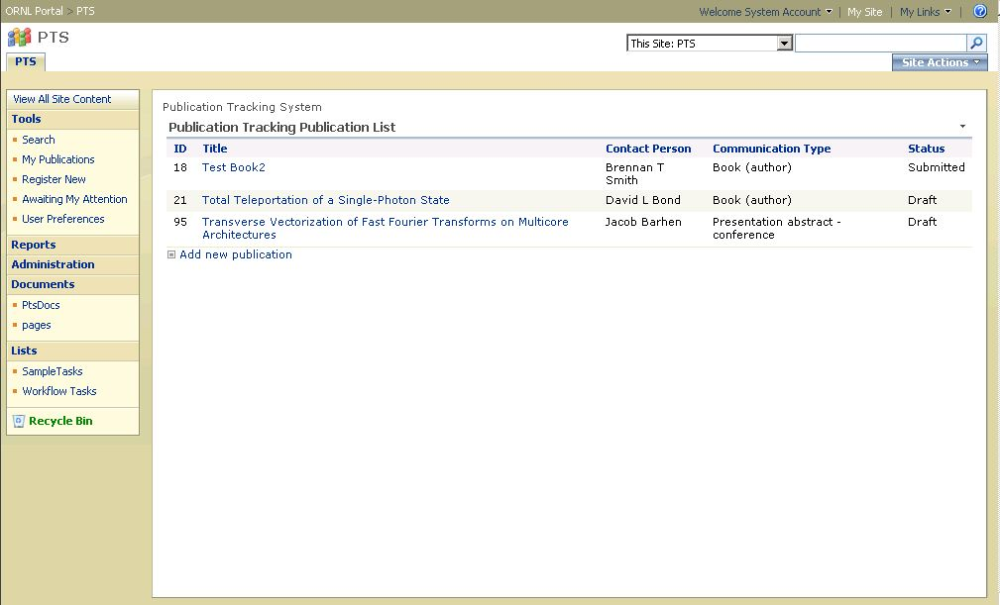 ORNL Portal > PTS
Welcome System Account | My Site | My Links |
PTS
This Site: PTS
PTS
Site Actions
View All Site Content
Tools
Search
My Publications
Register New
Awaiting My Attention
User Preferences
Reports
Administration
Documents
PtsDocs
pages
Lists
SampleTasks
Workflow Tasks
Recycle Bin
Publication Tracking System
Publication Tracking Publication List
ID Title Contact Person Communication Type Status
18 Test Book2 Brennan T Book (author) Submitted
Smith
21 Total Teleportation of a Single-Photon State David L Bond Book (author) Draft
95 Transverse Vectorization of Fast Fourier Transforms on Multicore Jacob Barhen Presentation abstract - Draft
Architectures conference
Add new publication